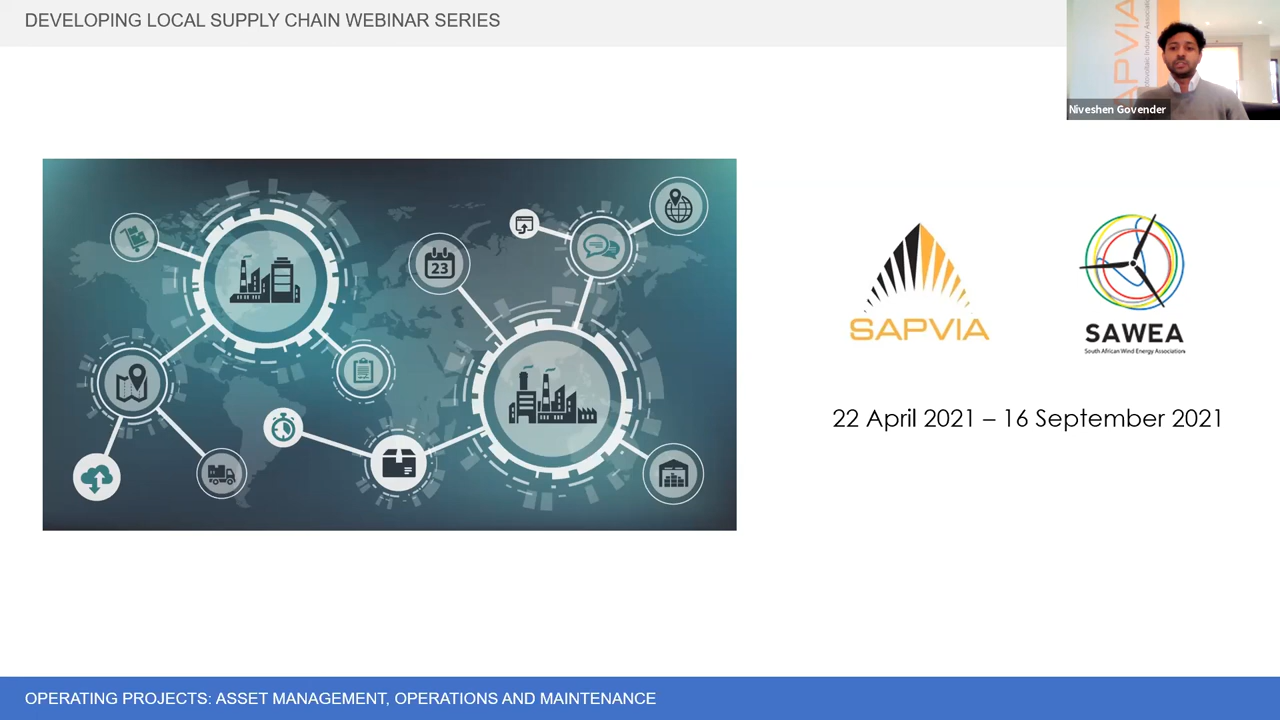 DEVELOPING LOCAL SUPPLY CHAIN WEBINAR SERIES
APVIA
Niveshen Govender
23
SAPVIA
SAWEA
South African Wind Energy Association
22 April 2021 – 16 September 2021
OPERATING PROJECTS: ASSET MANAGEMENT, OPERATIONS AND MAINTENANCE